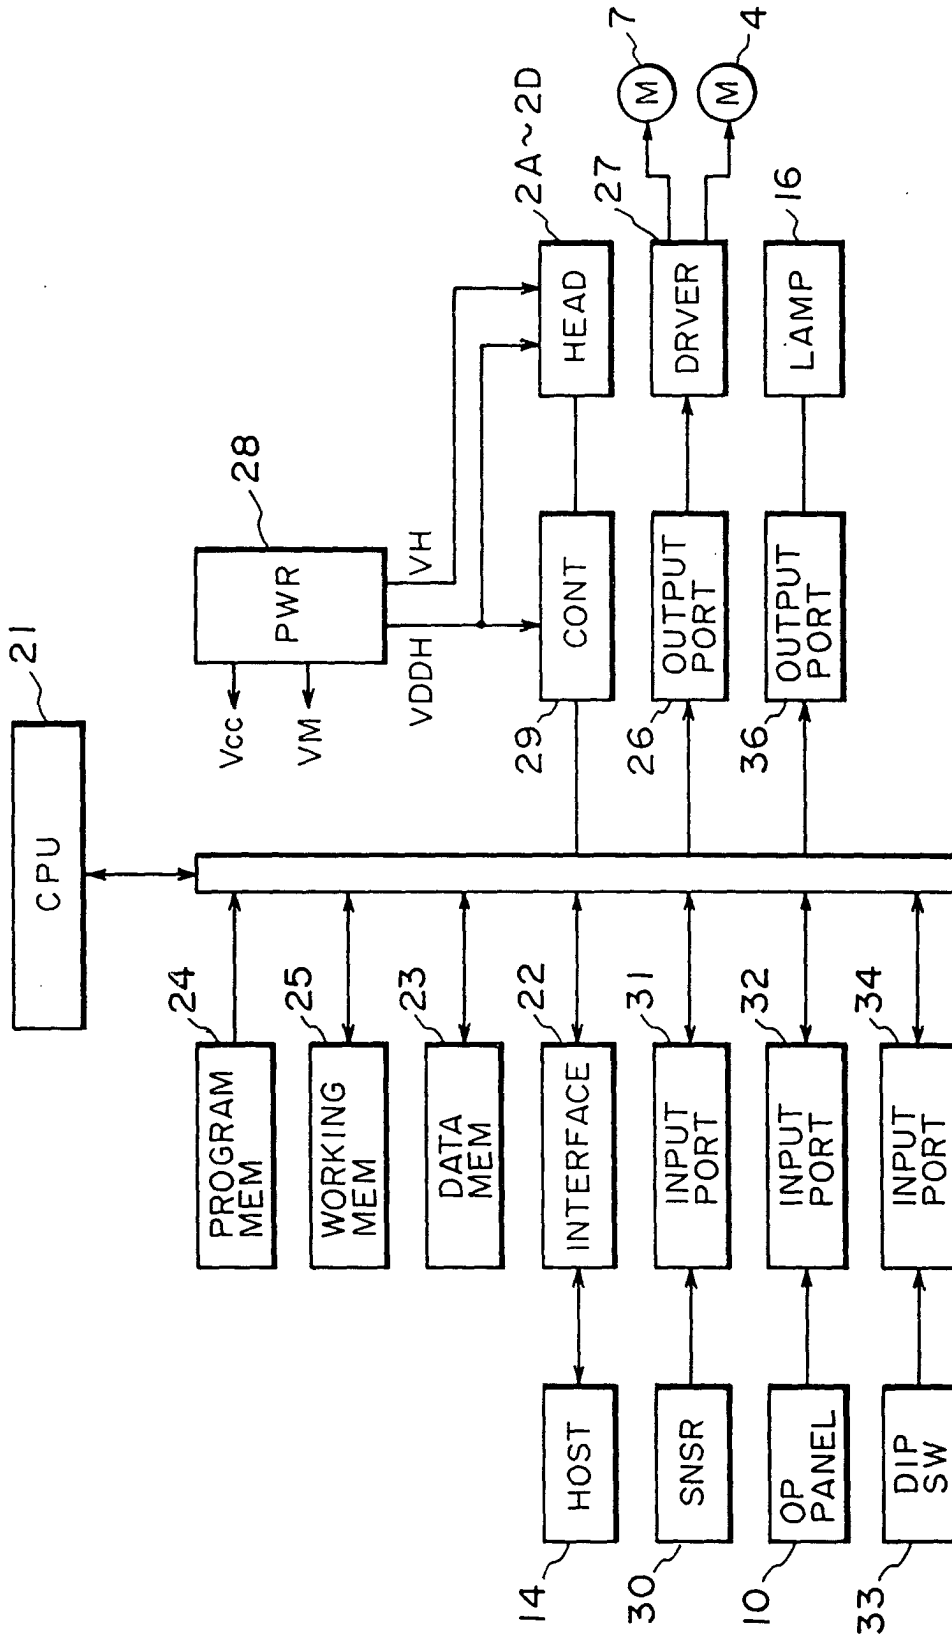 21
CPU
28
PWR
Vcc
VM
VDDH
VH
24
PROGRAM
MEM
25
WORKING
MEM
23
DATA
MEM
14
HOST
22
INTERFACE
29
CONT
2A~2D
HEAD
30
SNSR
31
INPUT
PORT
26
OUTPUT
PORT
27
DRVER
M
7
M
4
10
OP
PANEL
32
INPUT
PORT
36
OUTPUT
PORT
16
LAMP
33
DIP
SW
34
INPUT
PORT